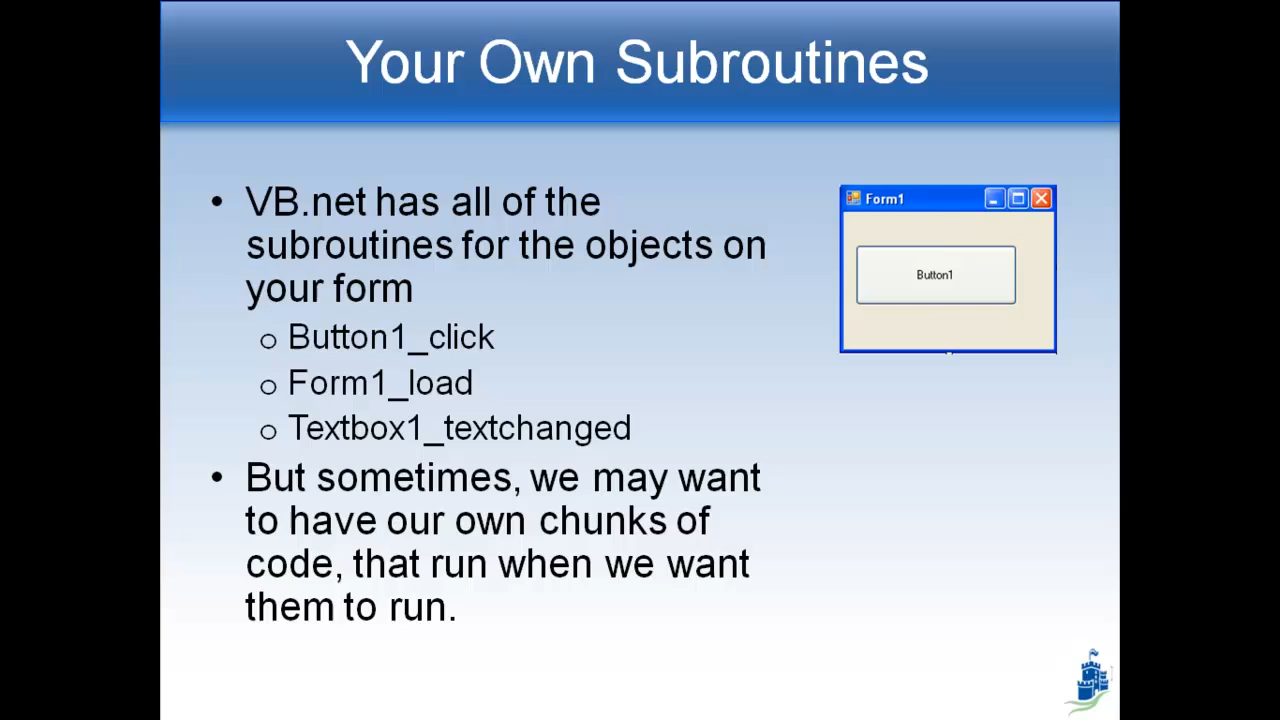 Your Own Subroutines
• VB.net has all of the
subroutines for the objects on
your form
o Button1_click
o Form1_load
o Textbox1_textchanged
• But sometimes, we may want
to have our own chunks of
code, that run when we want
them to run.
Form1
Button1